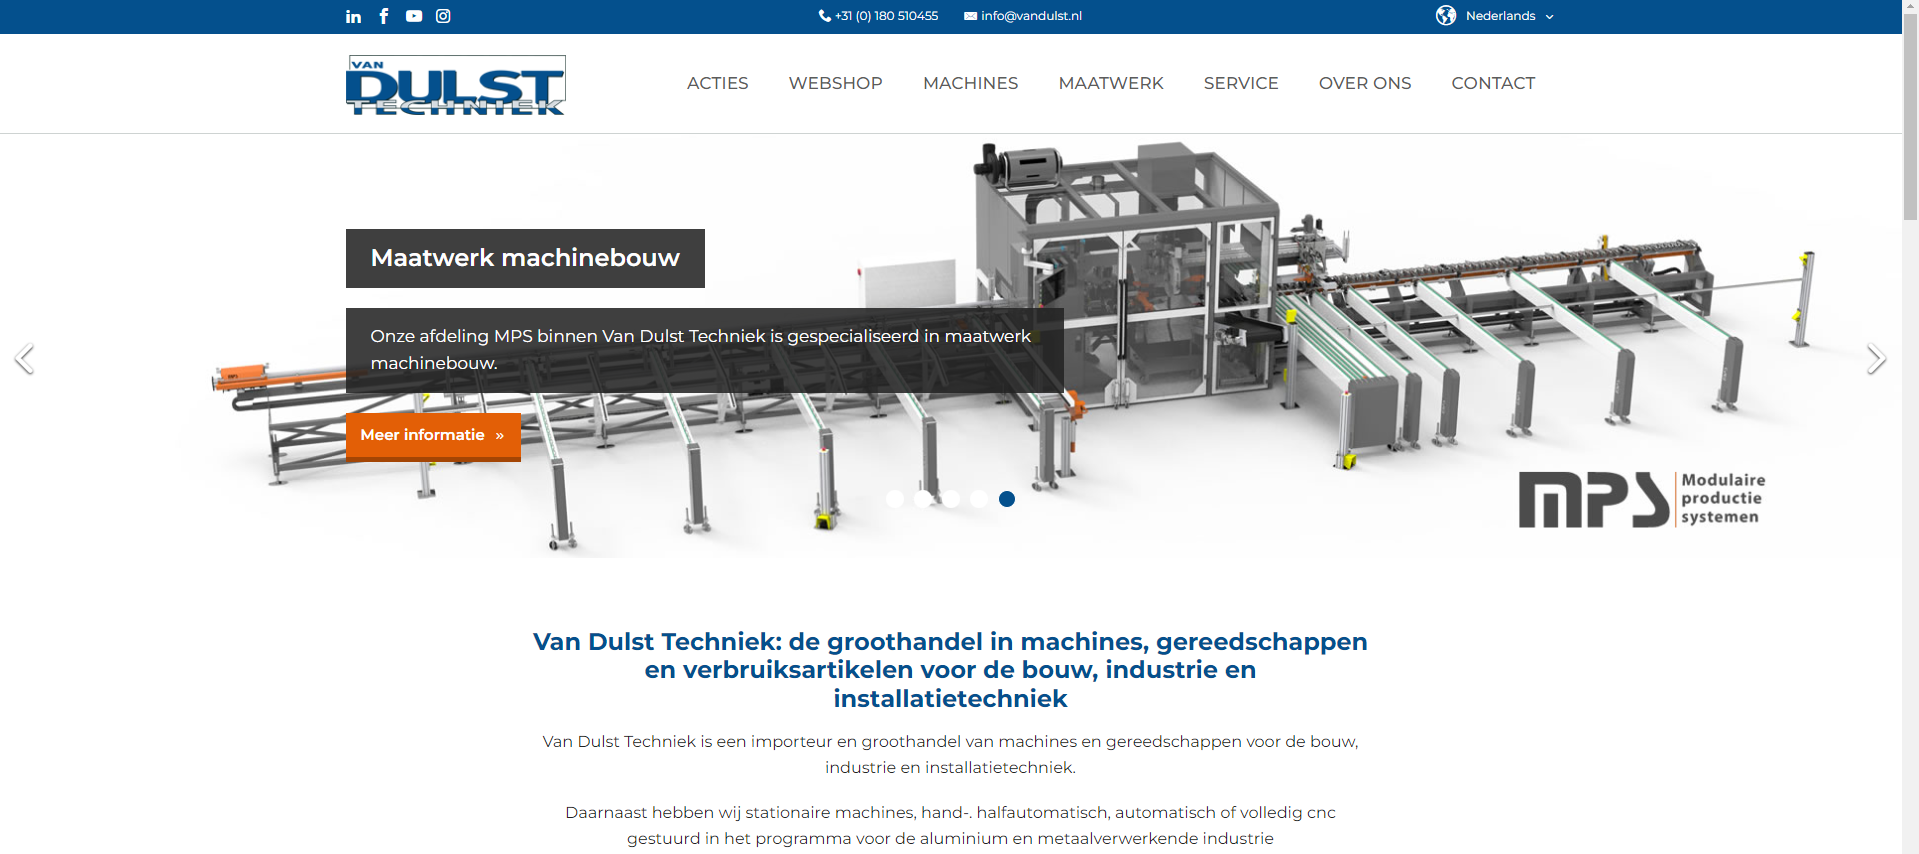 +31 (0) 180 510455
info@vandulst.nl
Nederlands
VAN
DULST
TECHNIEK
ACTIES
WEBSHOP
MACHINES
MAATWERK
SERVICE
OVER ONS
CONTACT
Maatwerk machinebouw
Onze afdeling MPS binnen Van Dulst Techniek is gespecialiseerd in maatwerk
machinebouw.
Meer informatie »
MPS
Modulaire
productie
systemen
Van Dulst Techniek: de groothandel in machines, gereedschappen
en verbruiksartikelen voor de bouw, industrie en
installatietechniek
Van Dulst Techniek is een importeur en groothandel van machines en gereedschappen voor de bouw,
industrie en installatietechniek.
Daarnaast hebben wij stationaire machines, hand-. halfautomatisch, automatisch of volledig cnc
gestuurd in het programma voor de aluminium en metaalverwerkende industrie